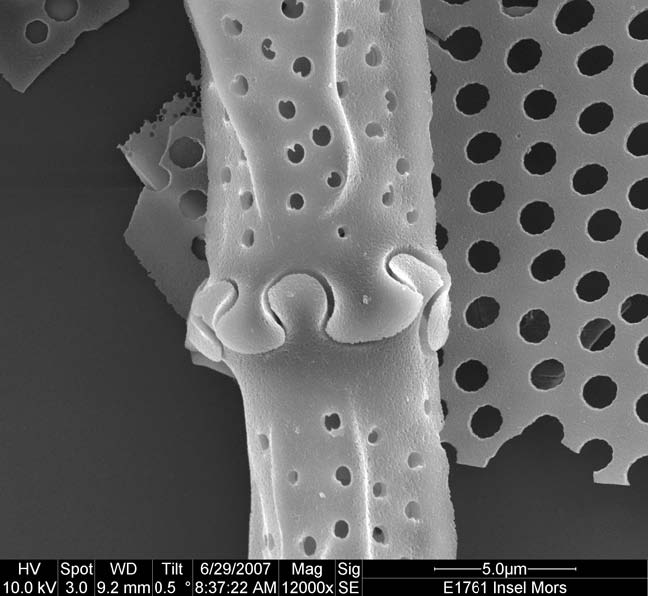 HV Spot WD Tilt 6/29/2007 Mag Sig 5.0µm
10.0 kV 3.0 9.2 mm 0.5 ° 8:37:22 AM 12000x SE E1761 Insel Mors